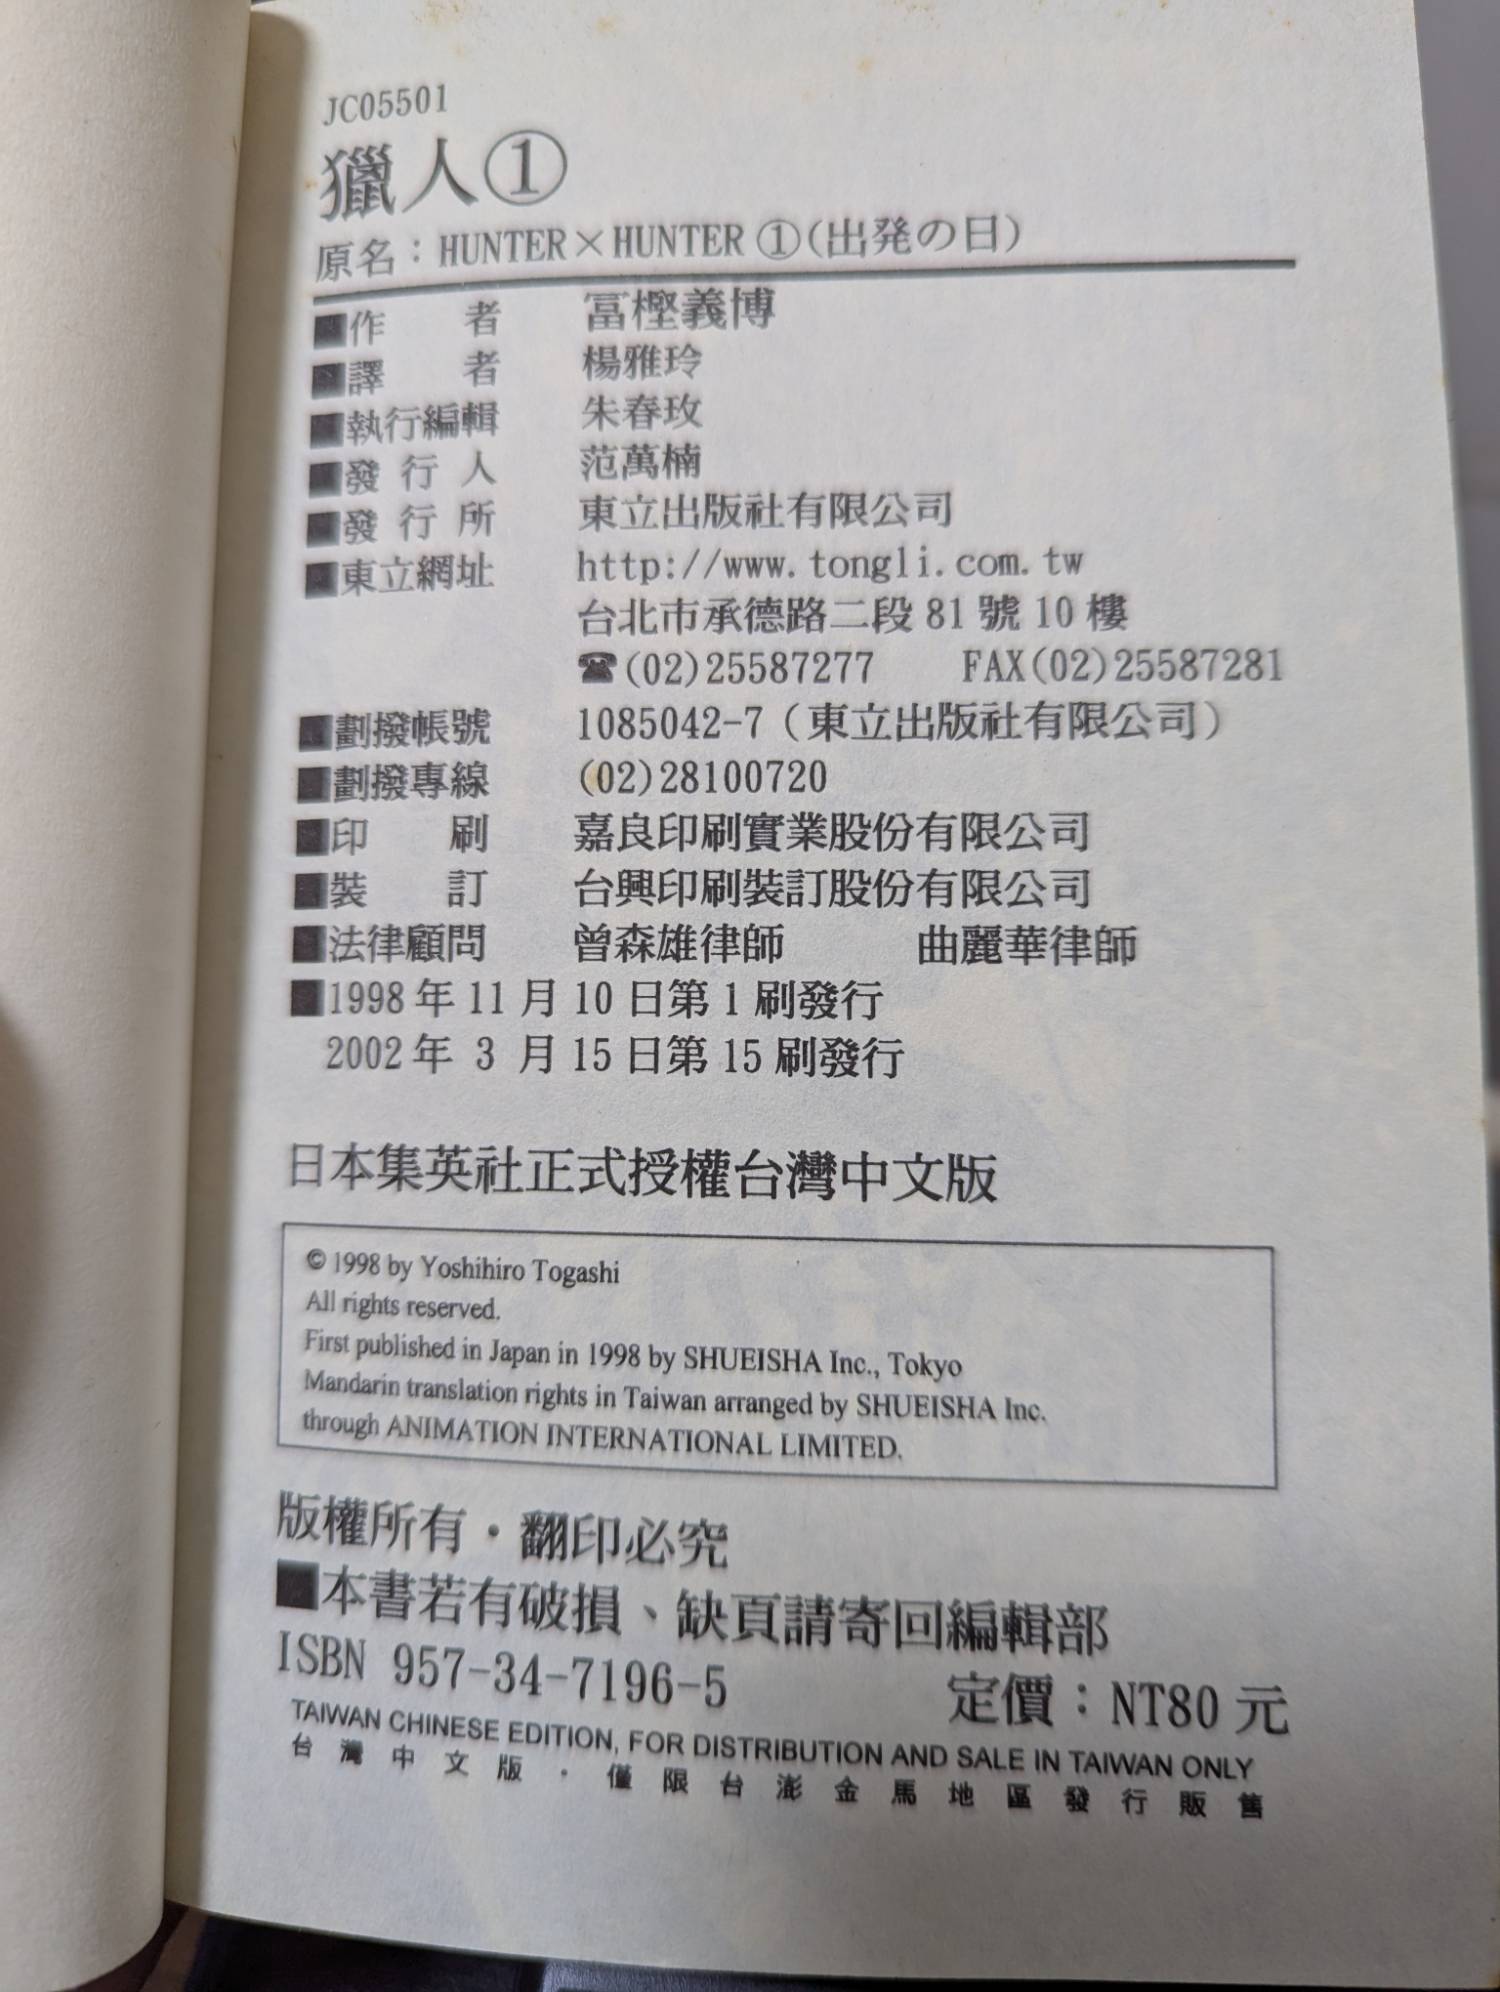 JC05501
獵人①
原名：HUNTER×HUNTER ①(出発の日)
■作者 冨樫義博
■譯者 楊雅玲
■執行編輯 朱春玫
■發行人 范萬楠
■發行所 東立出版社有限公司
■東立網址 http://www.tongli.com.tw
台北市承德路二段81號10樓
☎(02)25587277 FAX(02)25587281
■劃撥帳號 1085042-7（東立出版社有限公司）
■劃撥專線 (02)28100720
■印刷 嘉良印刷實業股份有限公司
■裝訂 台興印刷裝訂股份有限公司
■法律顧問 曾森雄律師 曲麗華律師
■1998年11月10日第1刷發行
2002年3月15日第15刷發行
日本集英社正式授權台灣中文版
© 1998 by Yoshihiro Togashi
All rights reserved.
First published in Japan in 1998 by SHUEISHA Inc., Tokyo
Mandarin translation rights in Taiwan arranged by SHUEISHA Inc.
through ANIMATION INTERNATIONAL LIMITED.
版權所有・翻印必究
■本書若有破損、缺頁請寄回編輯部
ISBN 957-34-7196-5 定價：NT80元
TAIWAN CHINESE EDITION, FOR DISTRIBUTION AND SALE IN TAIWAN ONLY
台灣中文版・僅限台澎金馬地區發行販售